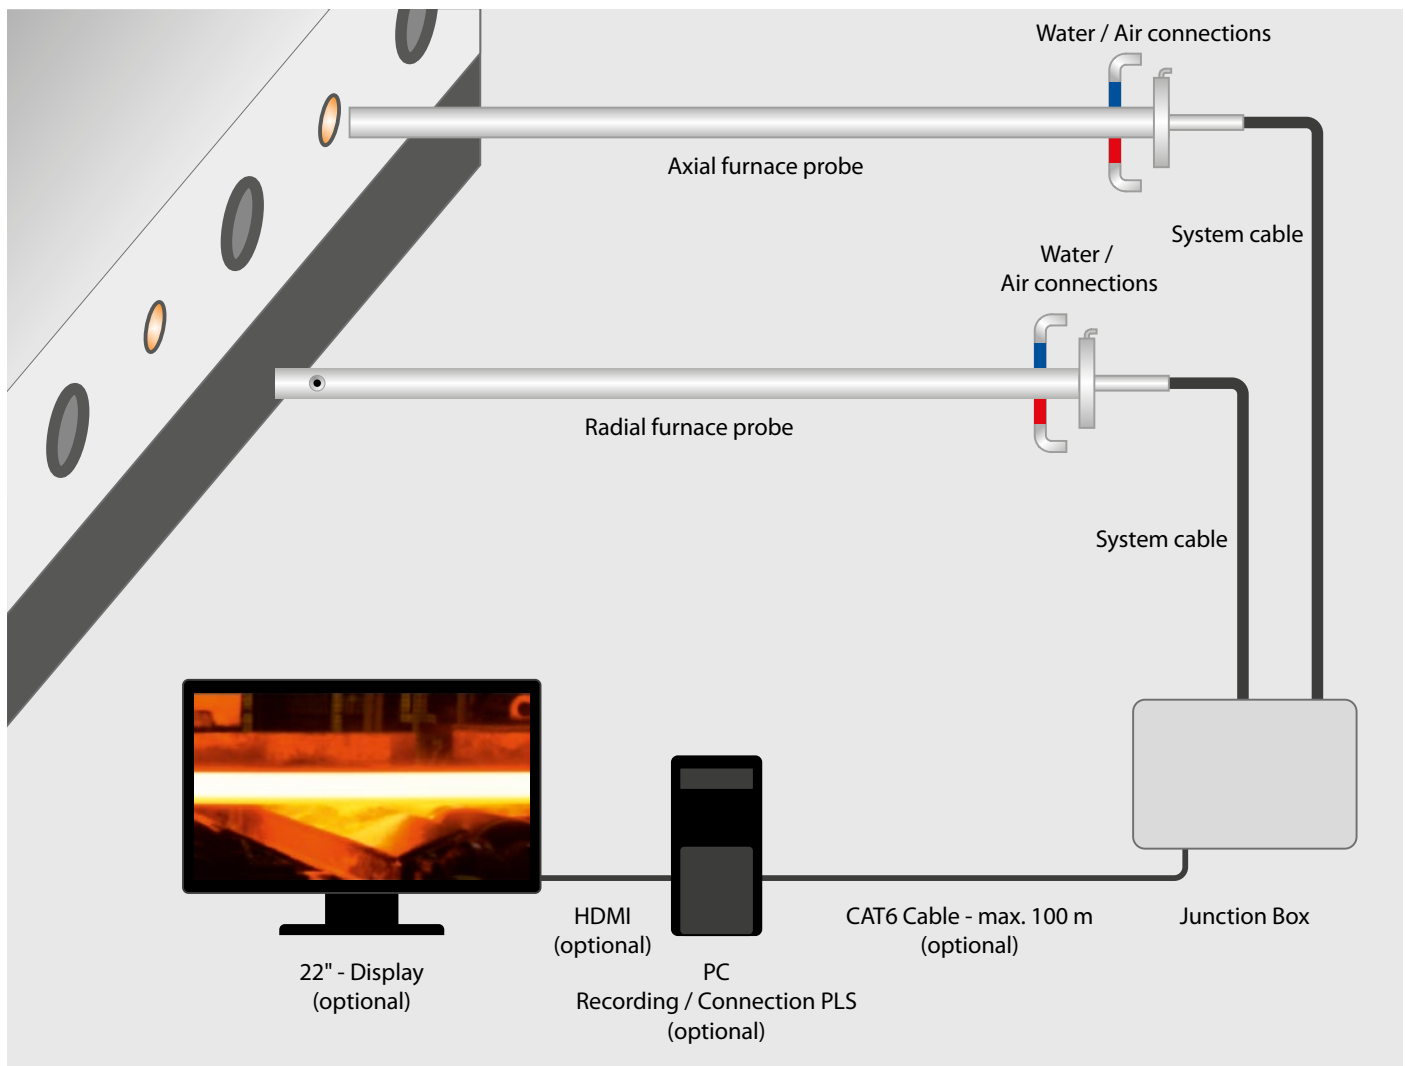 Water / Air connections
Axial furnace probe
System cable
Water /
Air connections
Radial furnace probe
System cable
HDMI
(optional)
CAT6 Cable - max. 100 m
(optional)
Junction Box
22" - Display
(optional)
PC
Recording / Connection PLS
(optional)